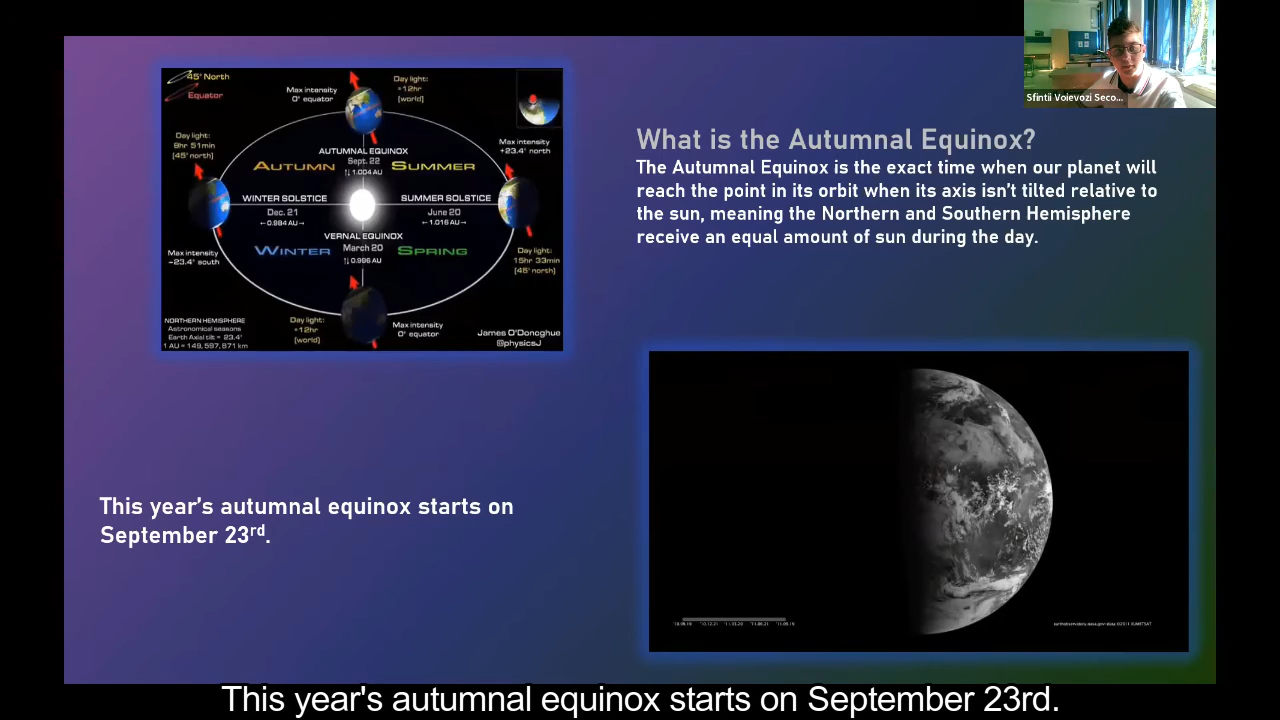 45° North
Equator
Max intensity
0° equator
Day light:
≈12hr
(world)
Day light:
8hr 51min
(45° north)
Max intensity
+23.4° north
AUTUMNAL EQUINOX
Sept. 22
1.004 AU
AUTUMN
SUMMER
WINTER SOLSTICE
Dec. 21
←0.984 AU→
SUMMER SOLSTICE
June 20
←1.016 AU→
VERNAL EQUINOX
March 20
0.996 AU
WINTER
SPRING
Max intensity
-23.4° south
Day light:
15hr 33min
(45° north)
Day light:
≈12hr
(world)
Max intensity
0° equator
NORTHERN HEMISPHERE
Astronomical seasons
Earth Axial tilt = 23.4°
1 AU = 149,597,871 km
James O'Donoghue
@physicsJ
Sfintii Voievozi Seco...
What is the Autumnal Equinox?
The Autumnal Equinox is the exact time when our planet will
reach the point in its orbit when its axis isn't tilted relative to
the sun, meaning the Northern and Southern Hemisphere
receive an equal amount of sun during the day.
This year's autumnal equinox starts on
September 23rd.
This year's autumnal equinox starts on September 23rd.